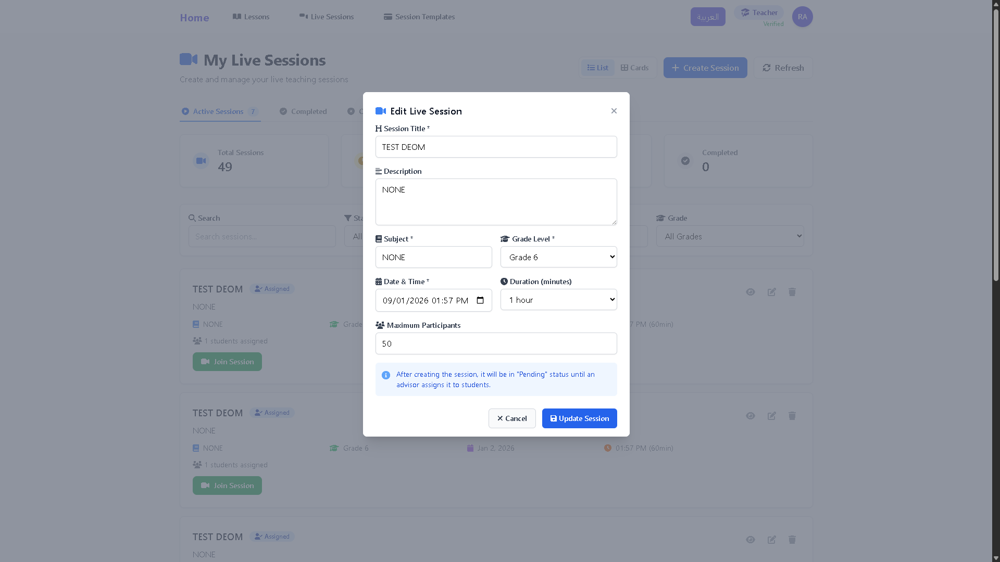 Home
Lessons
Live Sessions
Session Templates
العربية
Teacher
Verified
RA
My Live Sessions
Create and manage your live teaching sessions
List
Cards
Create Session
Refresh
Active Sessions 7
Completed
Total Sessions
49
Completed
0
Search
Search sessions...
All
Grade
All Grades
Edit Live Session
Session Title *
TEST DEOM
Description
NONE
Subject *
NONE
Grade Level *
Grade 6
Date & Time *
09/01/2026 01:57 PM
Duration (minutes)
1 hour
Maximum Participants
50
After creating the session, it will be in "Pending" status until an
advisor assigns it to students.
Cancel
Update Session
TEST DEOM
Assigned
NONE
NONE
Grade
7 PM (60min)
1 students assigned
Join Session
TEST DEOM
Assigned
NONE
NONE
Grade 6
Jan 2, 2026
01:57 PM (60min)
1 students assigned
Join Session
TEST DEOM
Assigned
NONE